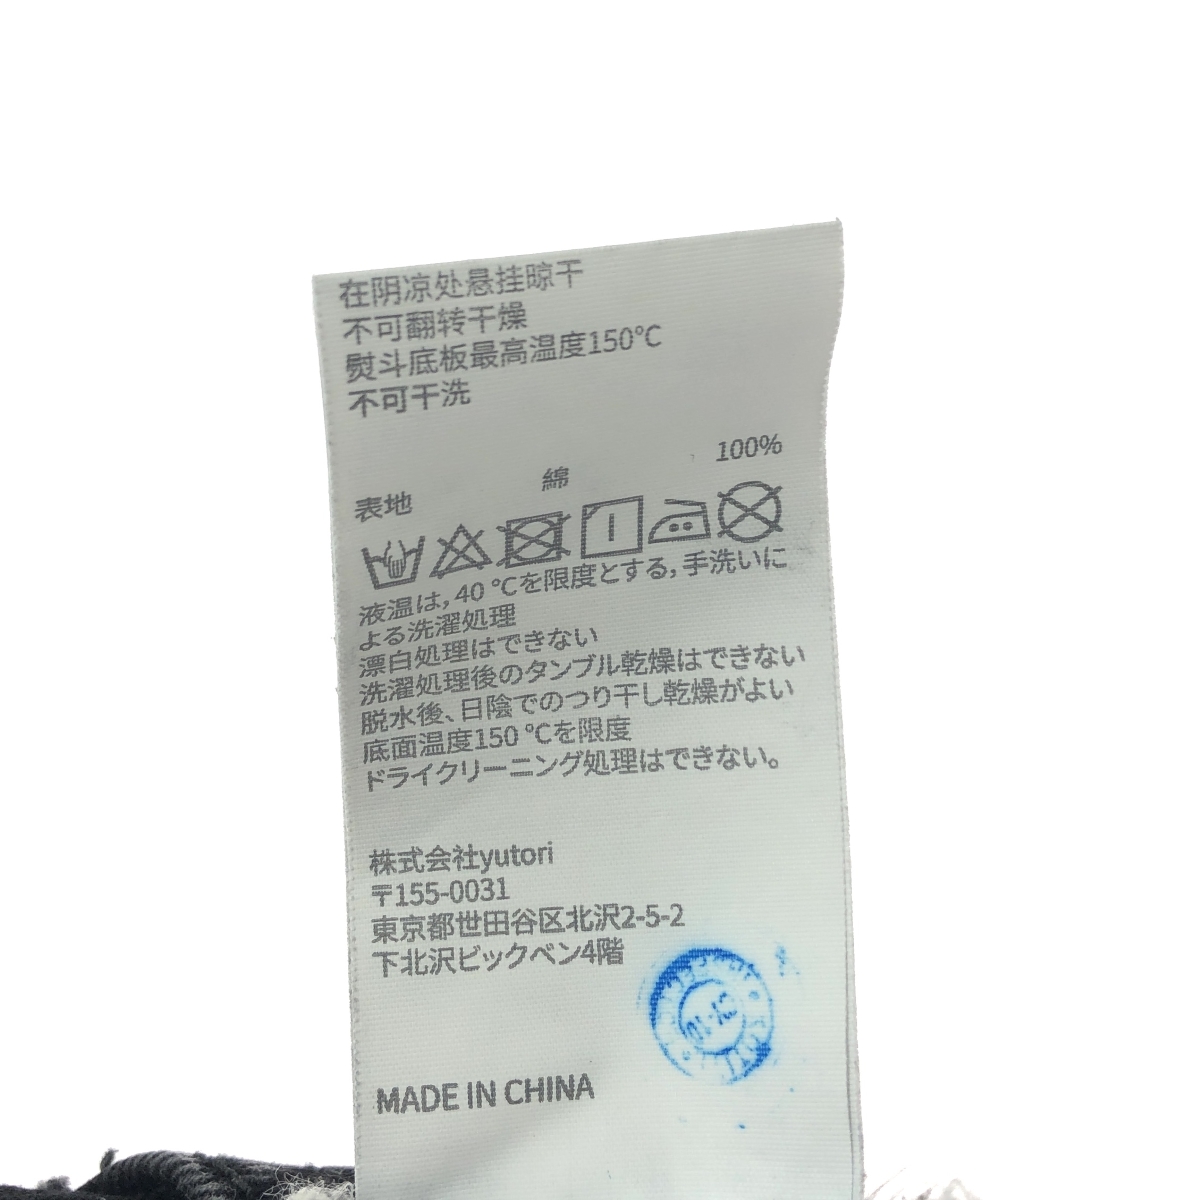 在阴凉处悬挂晾干
不可翻转干燥
熨斗底板最高温度150℃
不可干洗
表地 綿 100%
液温は,40 ℃を限度とする,手洗いに
よる洗濯処理
漂白処理はできない
洗濯処理後のタンブル乾燥はできない
脱水後、日陰でのつり干し乾燥がよい
底面温度150 ℃を限度
ドライクリーニング処理はできない。
株式会社yutori
〒155-0031
東京都世田谷区北沢2-5-2
下北沢ビックベン4階
MADE IN CHINA